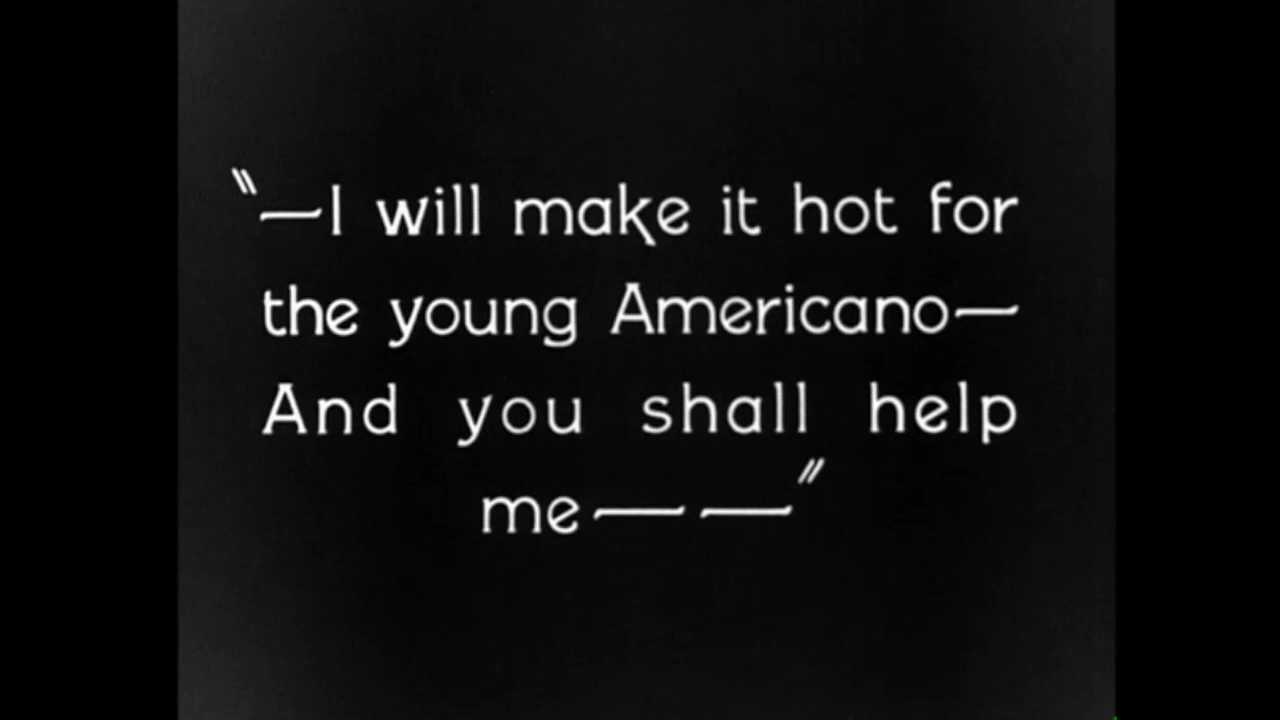 "—I will make it hot for
the young Americano—
And you shall help
me— —"